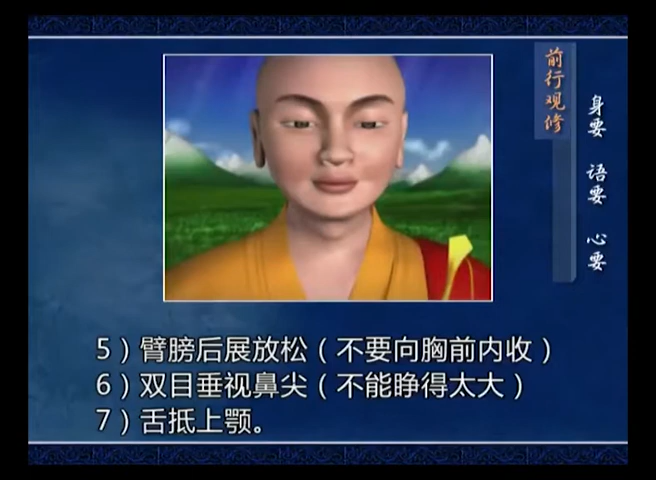 前行观修
身要 语要 心要
5）臂膀后展放松（不要向胸前内收）
6）双目垂视鼻尖（不能睁得太大）
7）舌抵上颚。